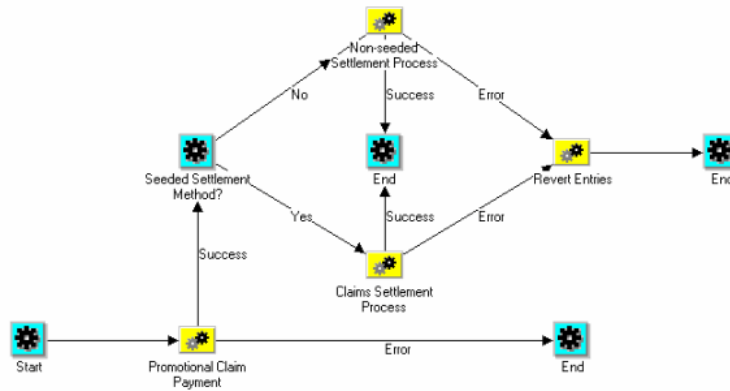 Non-seeded
Settlement Process
No
Success
Error
Seeded Settlement
Method?
End
Revert Entries
End
Yes
Success
Error
Success
Claims Settlement
Process
Start
Promotional Claim
Payment
Error
End